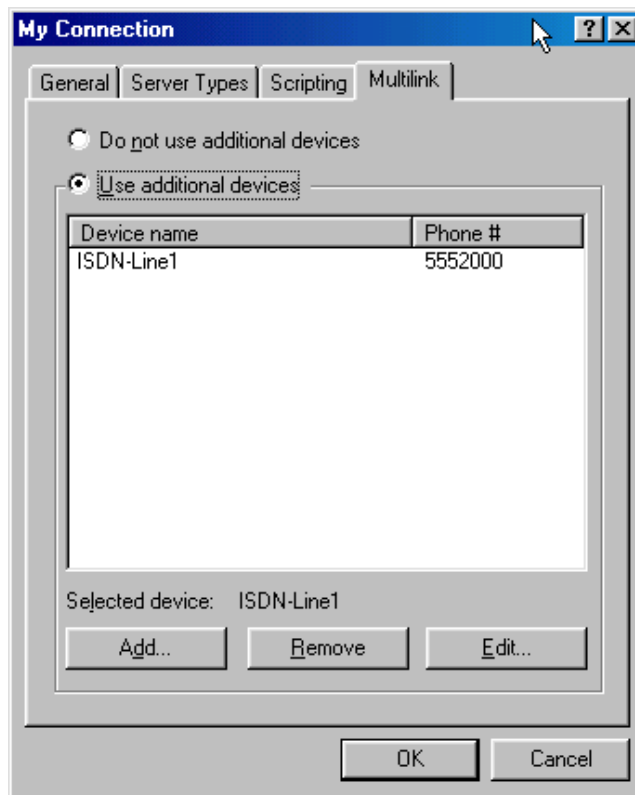 My Connection
General Server Types Scripting Multilink
Do not use additional devices
Use additional devices
Device name Phone #
ISDN-Line1 5552000
Selected device: ISDN-Line1
Add... Remove Edit...
OK Cancel